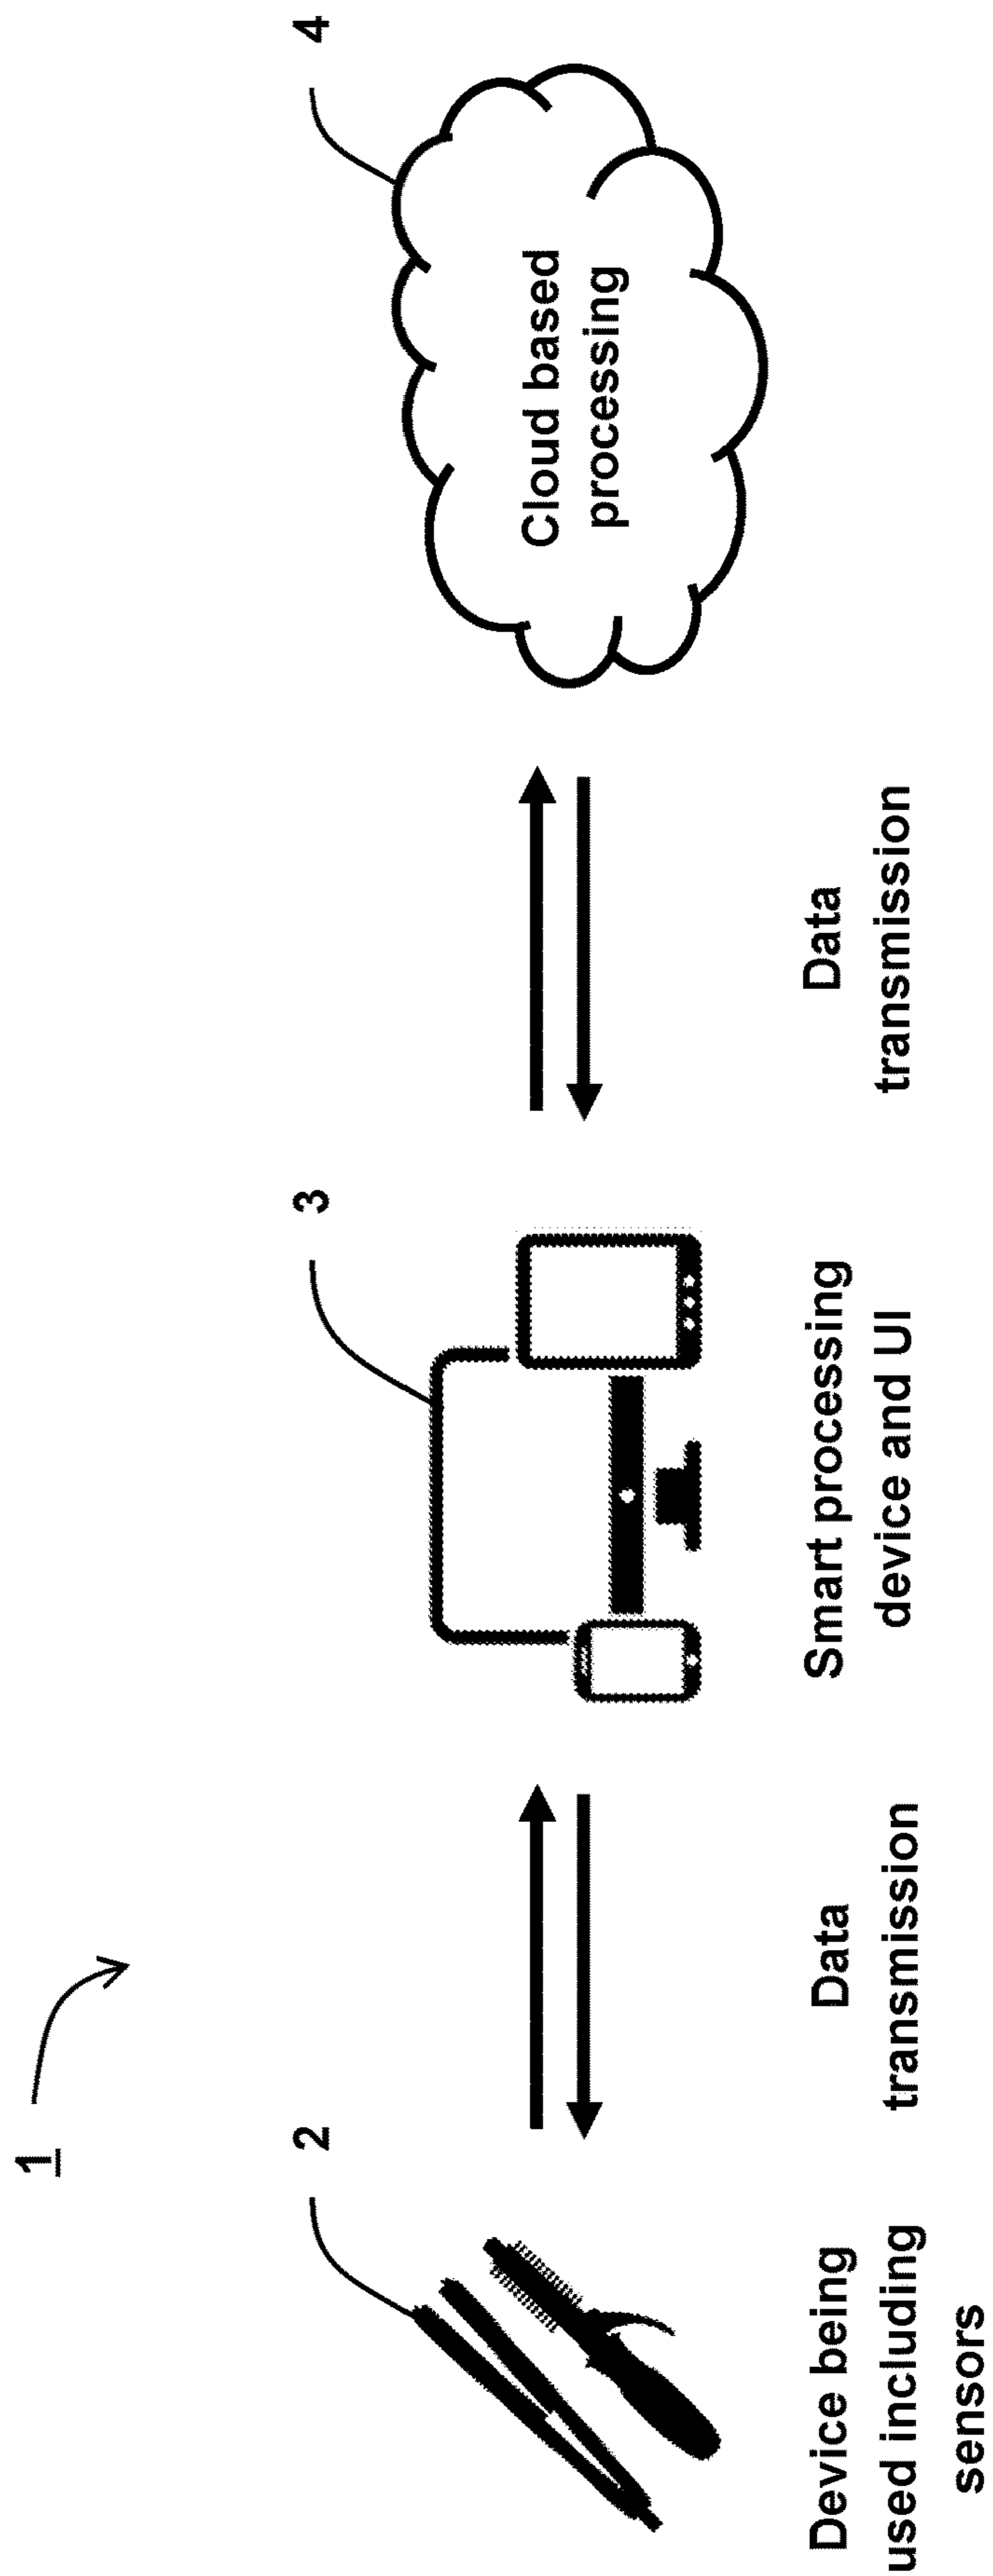 1
2
3
4
Cloud based
processing
Device being
used including
sensors
Data
transmission
Smart processing
device and UI
Data
transmission